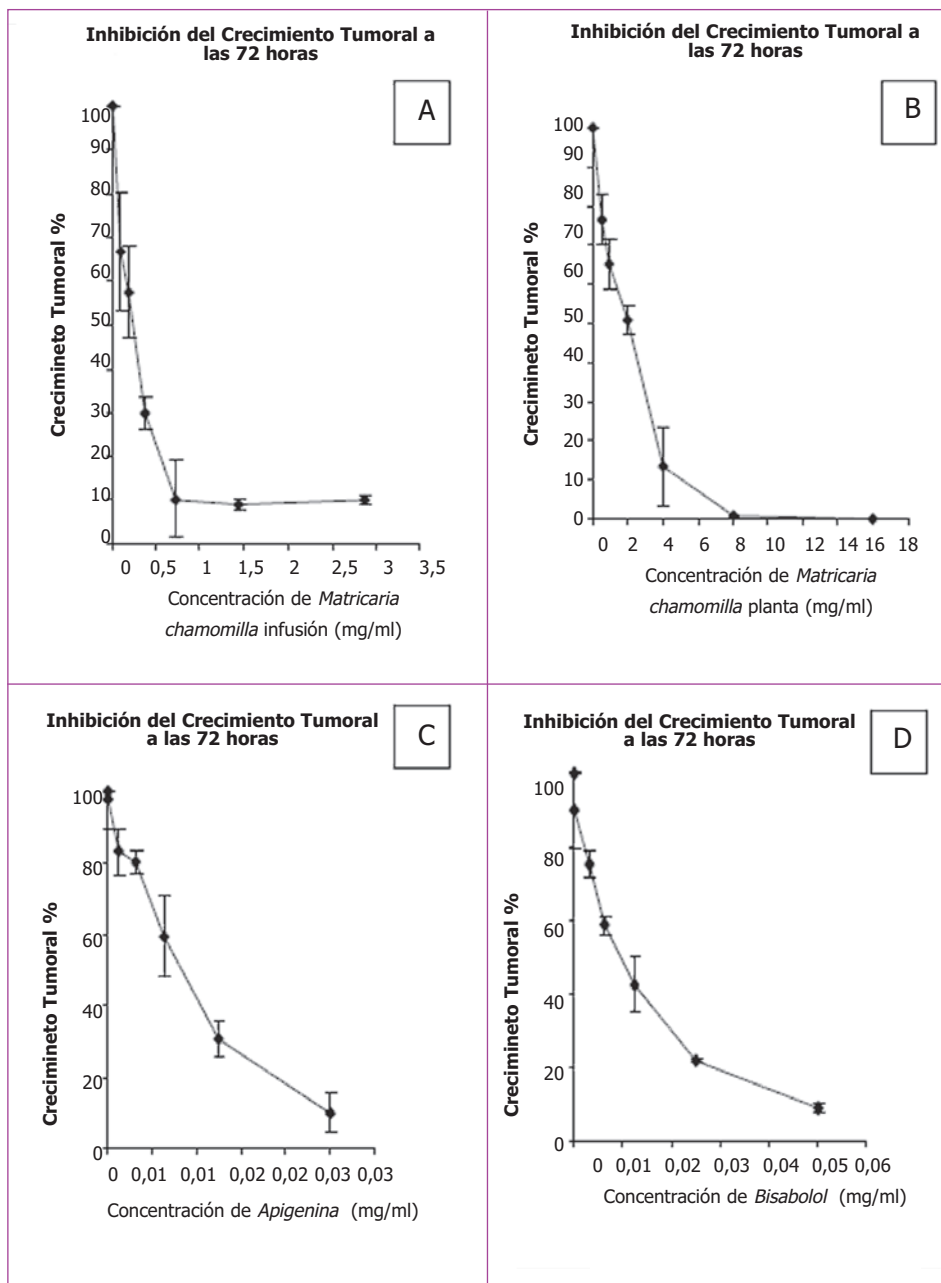 Inhibición del Crecimiento Tumoral a
las 72 horas
A
Crecimineto Tumoral %
100
90
80
70
60
50
40
30
20
10
0
0 0,5 1 1,5 2 2,5 3 3,5
Concentración de Matricaria
chamomilla infusión (mg/ml)
Inhibición del Crecimiento Tumoral a
las 72 horas
B
Crecimineto Tumoral %
100
90
80
70
60
50
40
30
20
10
0
0 2 4 6 8 10 12 14 16 18
Concentración de Matricaria
chamomilla planta (mg/ml)
Inhibición del Crecimiento Tumoral
a las 72 horas
C
Crecimineto Tumoral %
100
80
60
40
20
0
0 0,01 0,01 0,02 0,02 0,03 0,03
Concentración de Apigenina (mg/ml)
Inhibición del Crecimiento Tumoral
a las 72 horas
D
Crecimineto Tumoral %
100
80
60
40
20
0
0 0,01 0,02 0,03 0,04 0,05 0,06
Concentración de Bisabolol (mg/ml)